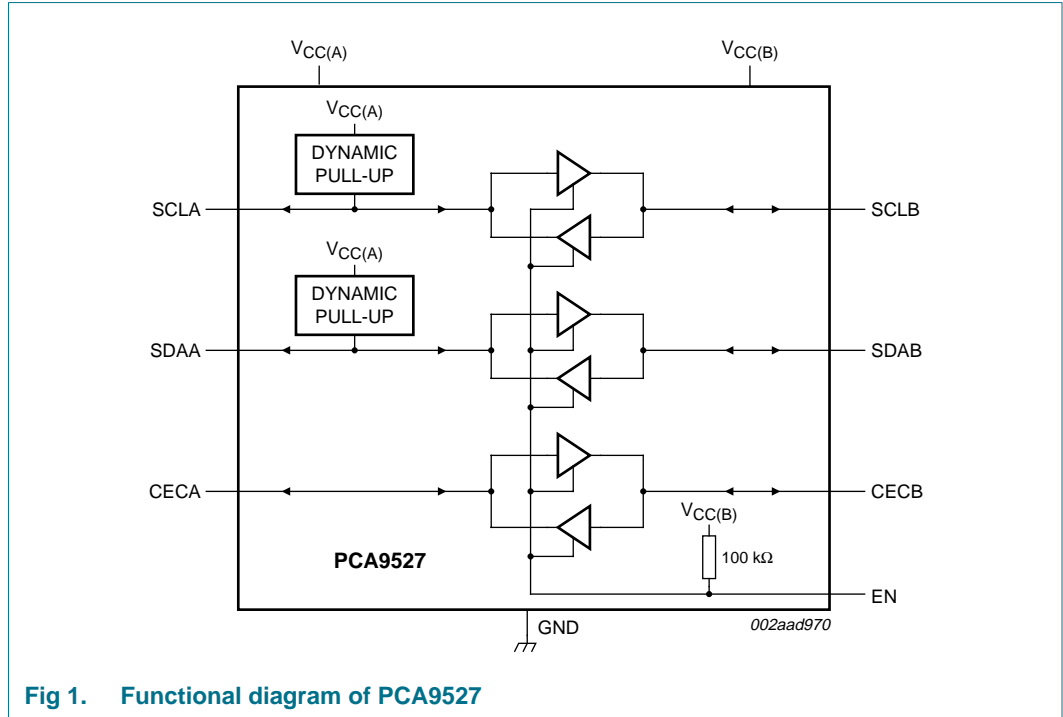 VCC(A)
VCC(B)
VCC(A)
DYNAMIC
PULL-UP
SCLA
SCLB
VCC(A)
DYNAMIC
PULL-UP
SDAA
SDAB
CECA
CECB
VCC(B)
100 kΩ
PCA9527
EN
GND
002aad970
Fig 1. Functional diagram of PCA9527